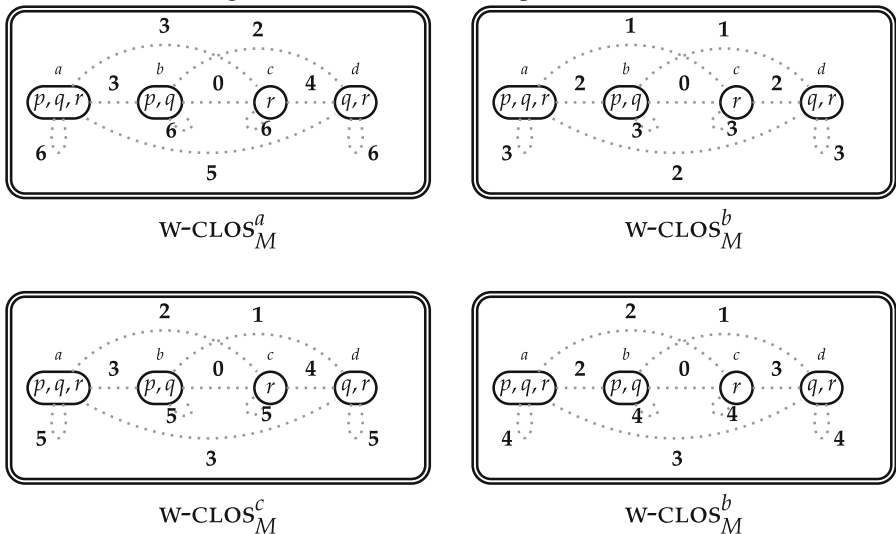 3 2 1 1
a b c d a b c d
p, q, r 3 p, q 0 r 4 q, r p, q, r 2 p, q 0 r 2 q, r
6 6 3 3
6 6 3 3
5 2
W-CLOS^a_M W-CLOS^b_M
2 1 2 1
a b c d a b c d
p, q, r 3 p, q 0 r 4 q, r p, q, r 2 p, q 0 r 3 q, r
5 5 4 4
5 5 4 4
3 3
W-CLOS^c_M W-CLOS^b_M